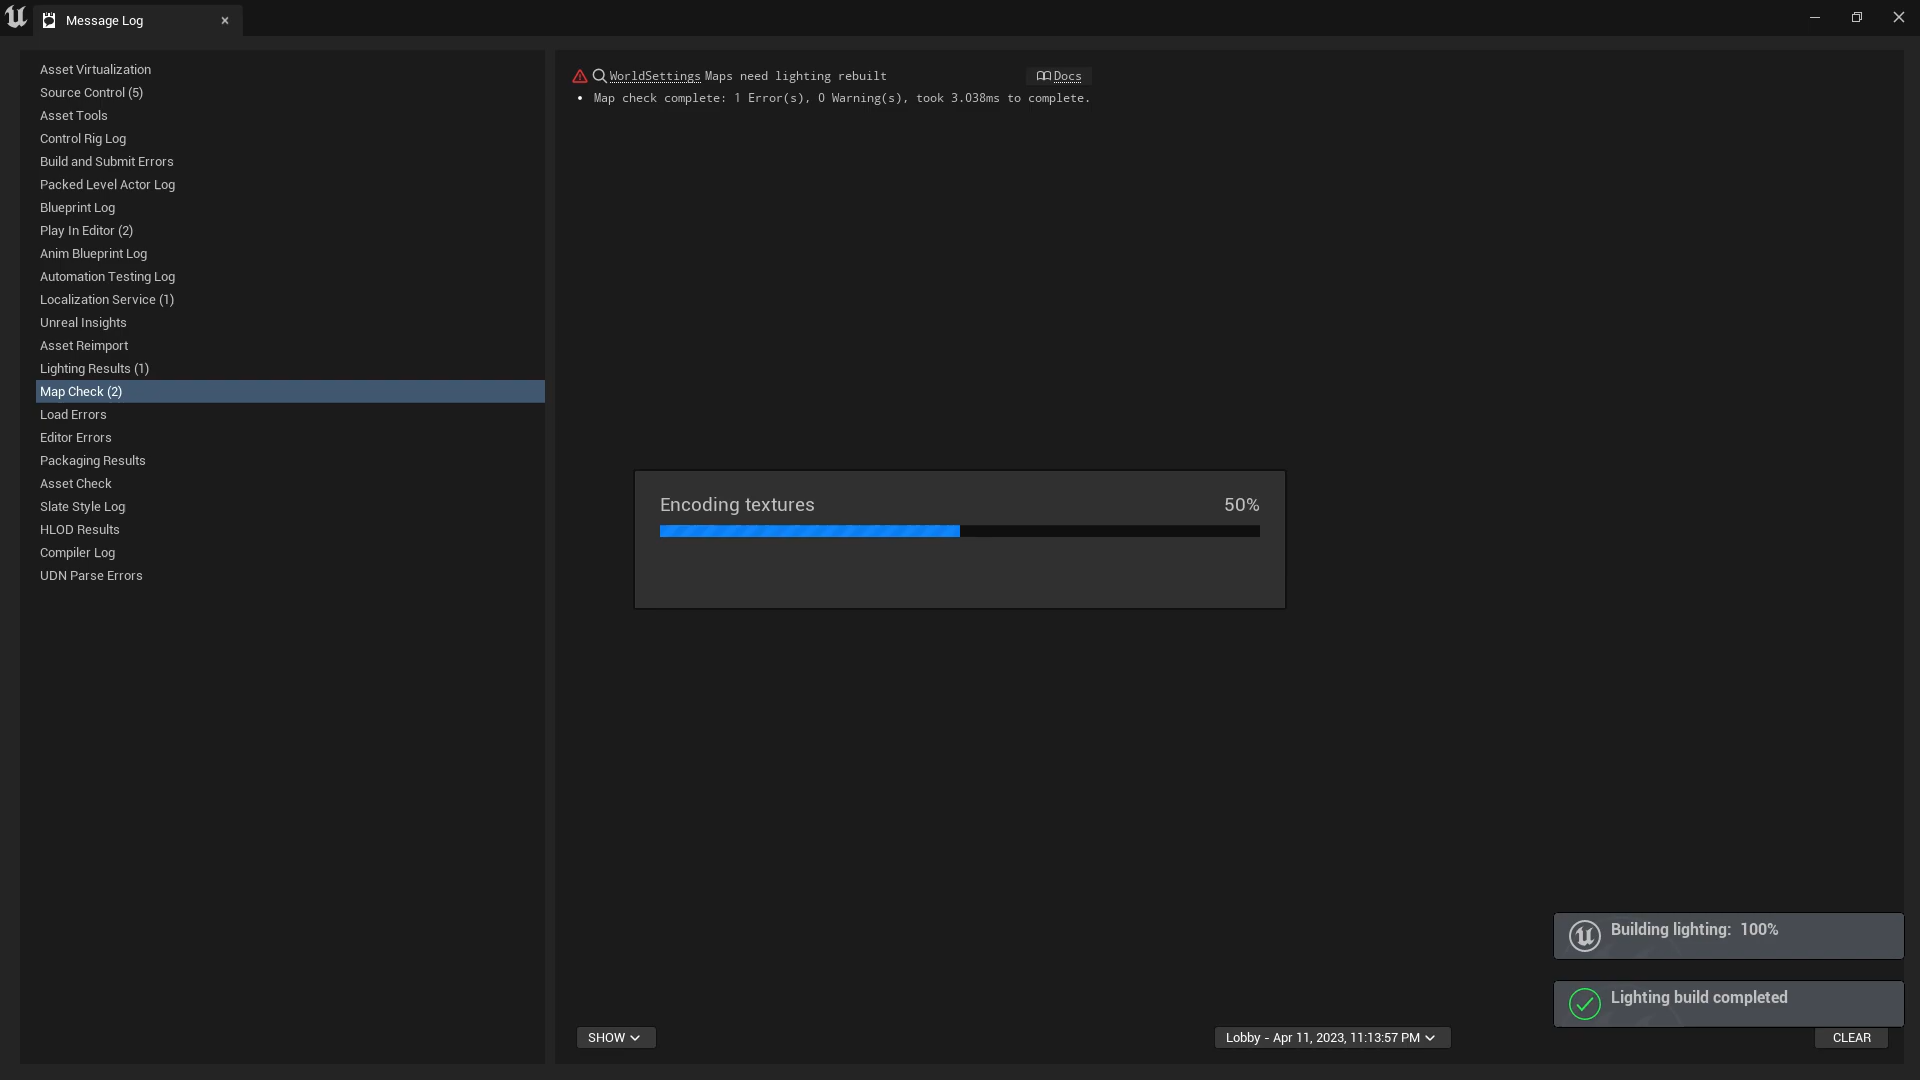 Message Log
Asset Virtualization
Source Control (5)
Asset Tools
Control Rig Log
Build and Submit Errors
Packed Level Actor Log
Blueprint Log
Play In Editor (2)
Anim Blueprint Log
Automation Testing Log
Localization Service (1)
Unreal Insights
Asset Reimport
Lighting Results (1)
Map Check (2)
Load Errors
Editor Errors
Packaging Results
Asset Check
Slate Style Log
HLOD Results
Compiler Log
UDN Parse Errors
WorldSettings Maps need lighting rebuilt Docs
• Map check complete: 1 Error(s), 0 Warning(s), took 3.038ms to complete.
Encoding textures 50%
Building lighting: 100%
Lighting build completed
SHOW Lobby - Apr 11, 2023, 11:13:57 PM CLEAR